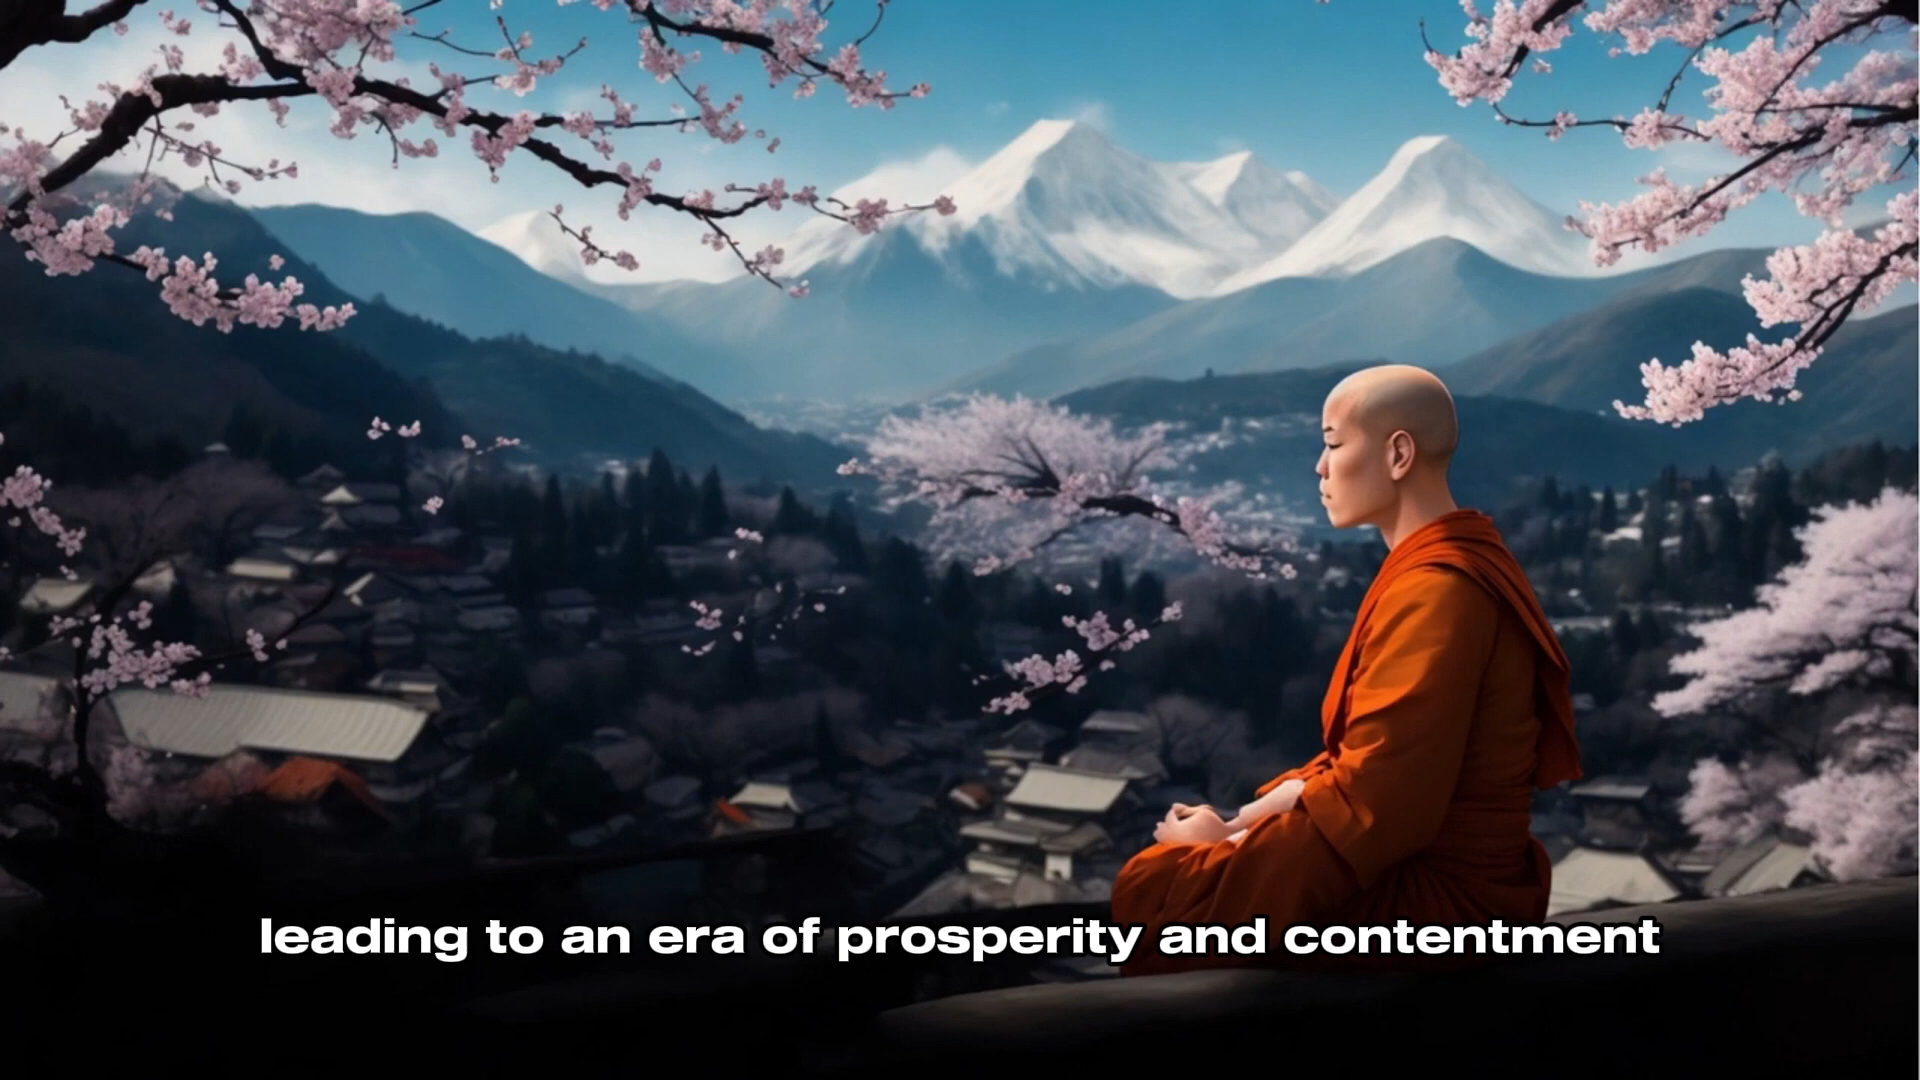 leading to an era of prosperity and contentment